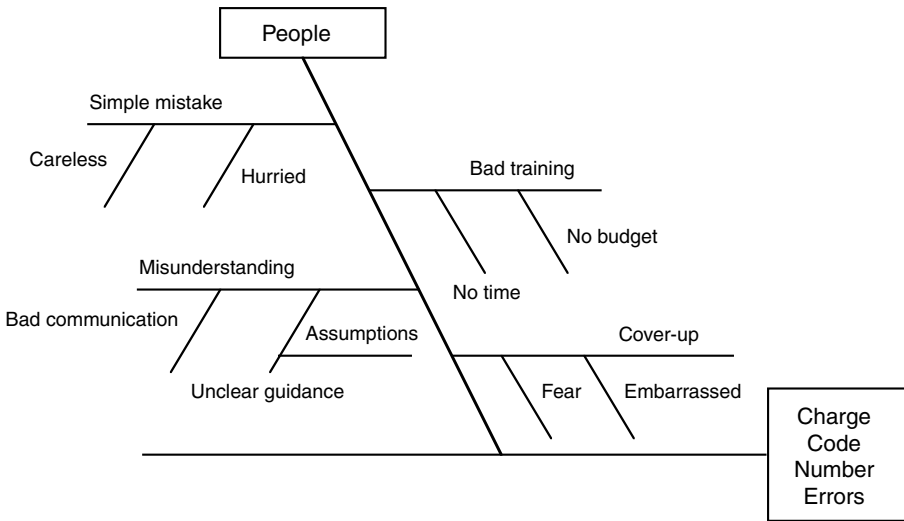 People
Simple mistake
Careless
Hurried
Bad training
No budget
No time
Misunderstanding
Bad communication
Assumptions
Unclear guidance
Cover-up
Fear
Embarrassed
Charge
Code
Number
Errors